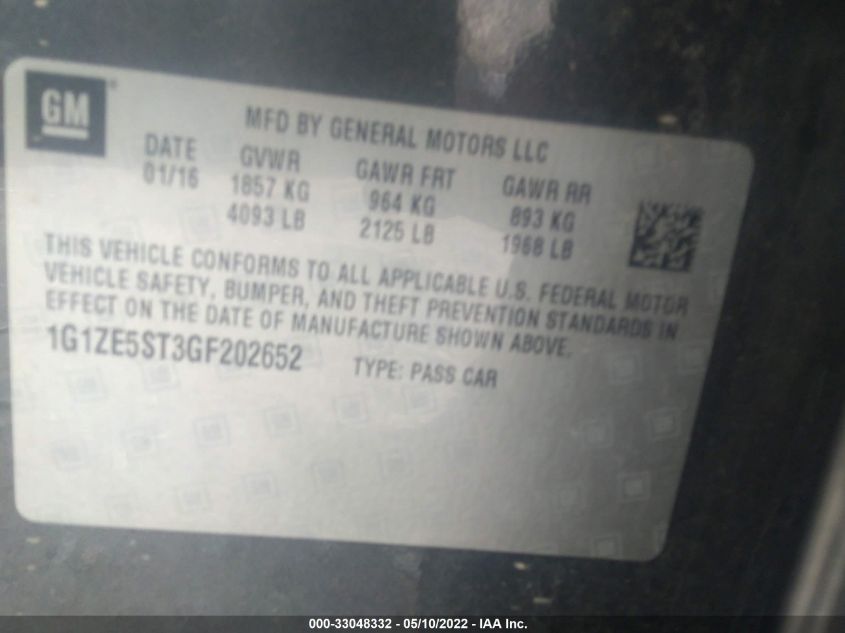 GM
MFD BY GENERAL MOTORS LLC
DATE GVWR GAWR FRT GAWR RR
01/16 1857 KG 964 KG 893 KG
4093 LB 2125 LB 1968 LB
THIS VEHICLE CONFORMS TO ALL APPLICABLE U.S. FEDERAL MOTOR
VEHICLE SAFETY, BUMPER, AND THEFT PREVENTION STANDARDS IN
EFFECT ON THE DATE OF MANUFACTURE SHOWN ABOVE.
1G1ZE5ST3GF202652 TYPE: PASS CAR
000-33048332 - 05/10/2022 - IAA Inc.